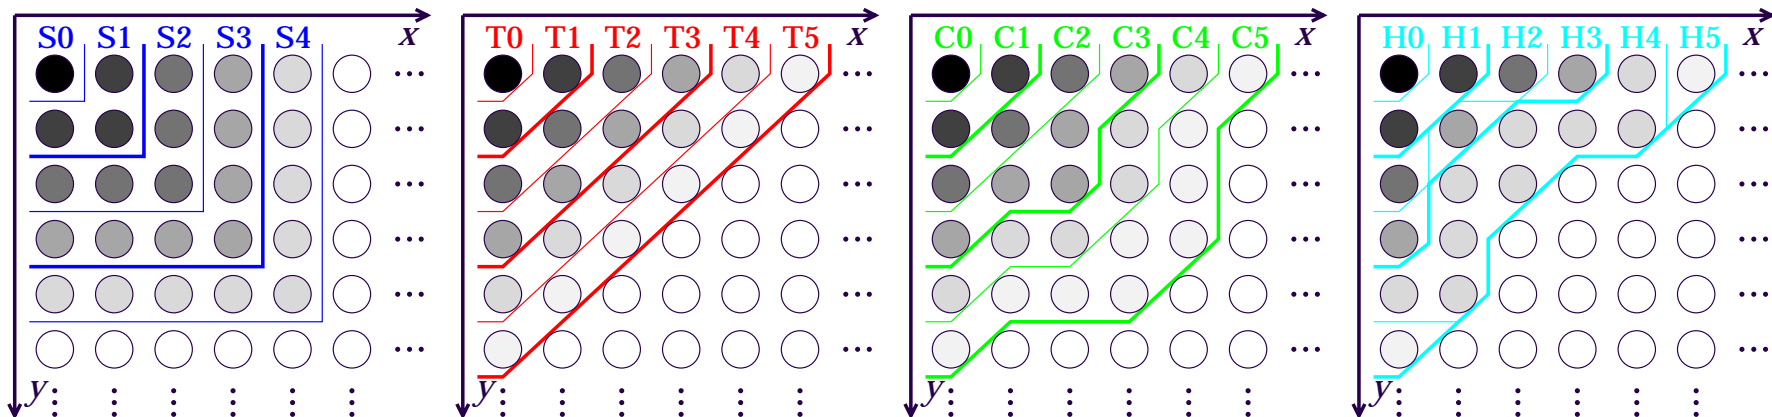 S0 S1 S2 S3 S4 x
T0 T1 T2 T3 T4 T5 x
C0 C1 C2 C3 C4 C5 x
H0 H1 H2 H3 H4 H5 x
y
y
y
y